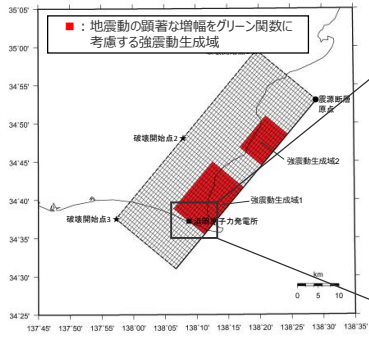 ■：地震動の顕著な増幅をグリーン関数に
考慮する強震動生成域
35˚05'
35˚00'
34˚55'
34˚50'
34˚45'
34˚40'
34˚35'
34˚30'
34˚25'
震源断層
原点
破壊開始点2
強震動生成域2
強震動生成域1
破壊開始点3
浜岡原子力発電所
km
0 5 10
137˚45' 137˚50' 137˚55' 138˚00' 138˚05' 138˚10' 138˚15' 138˚20' 138˚25' 138˚30' 138˚35'